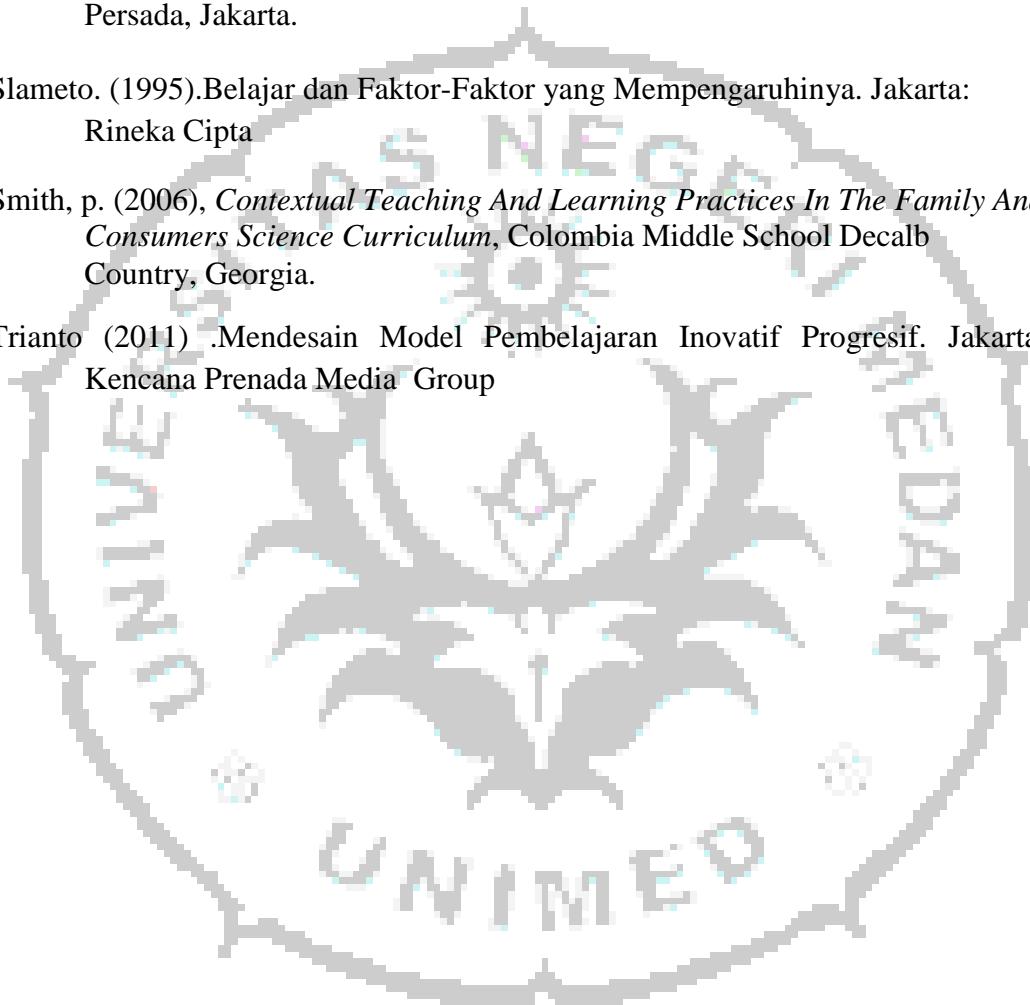 Persada, Jakarta.
Slameto. (1995).Belajar dan Faktor-Faktor yang Mempengaruhinya. Jakarta:
Rineka Cipta
Smith, p. (2006), Contextual Teaching And Learning Practices In The Family And
Consumers Science Curriculum, Colombia Middle School Decalb
Country, Georgia.
Trianto (2011) .Mendesain Model Pembelajaran Inovatif Progresif. Jakarta
Kencana Prenada Media Group
UNIVERSITAS NEGERI MEDAN
UNIMED